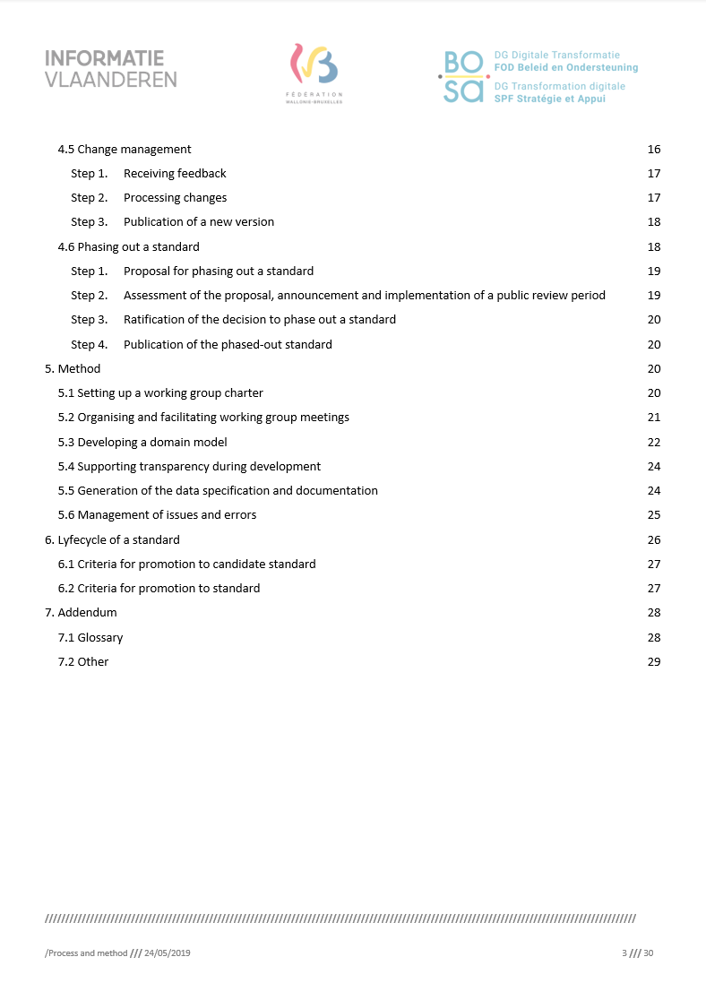 INFORMATIE
VLAANDEREN
FÉDÉRATION
WALLONIE-BRUXELLES
BOSA
DG Digitale Transformatie
FOD Beleid en Ondersteuning
DG Transformation digitale
SPF Stratégie et Appui
4.5 Change management 16
Step 1. Receiving feedback 17
Step 2. Processing changes 17
Step 3. Publication of a new version 18
4.6 Phasing out a standard 18
Step 1. Proposal for phasing out a standard 19
Step 2. Assessment of the proposal, announcement and implementation of a public review period 19
Step 3. Ratification of the decision to phase out a standard 20
Step 4. Publication of the phased-out standard 20
5. Method 20
5.1 Setting up a working group charter 20
5.2 Organising and facilitating working group meetings 21
5.3 Developing a domain model 22
5.4 Supporting transparency during development 24
5.5 Generation of the data specification and documentation 24
5.6 Management of issues and errors 25
6. Lyfecycle of a standard 26
6.1 Criteria for promotion to candidate standard 27
6.2 Criteria for promotion to standard 27
7. Addendum 28
7.1 Glossary 28
7.2 Other 29
/Process and method /// 24/05/2019 3 /// 30